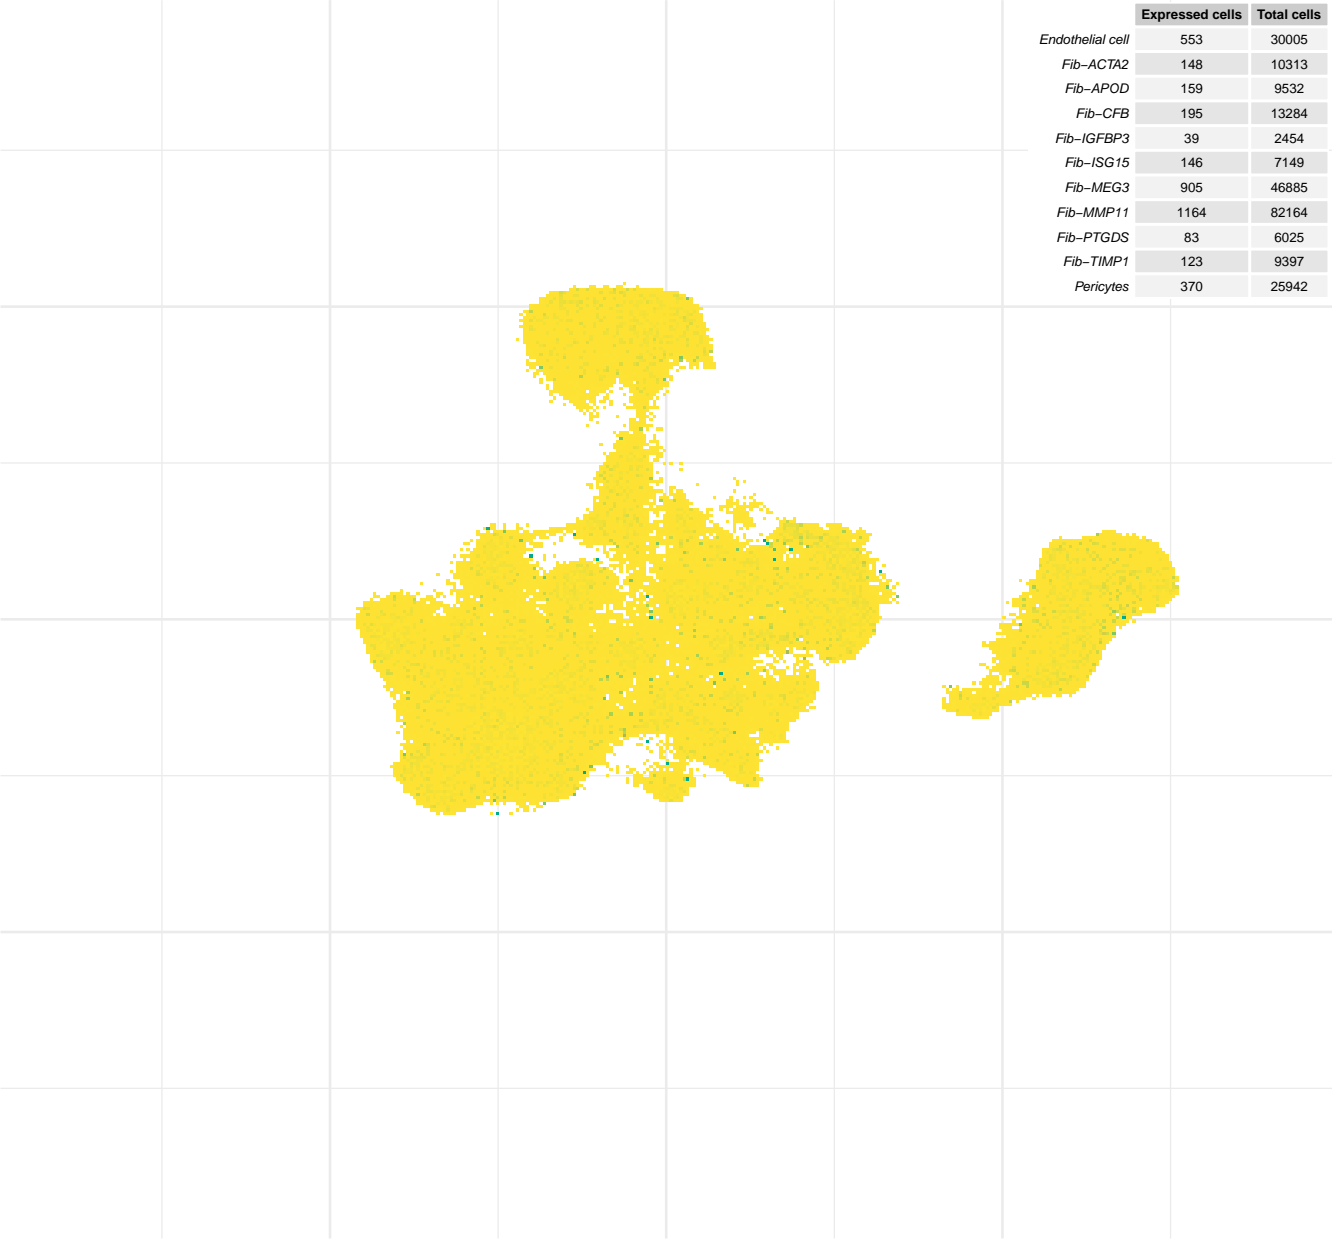 Expressed cells Total cells
Endothelial cell 553 30005
Fib−ACTA2 148 10313
Fib−APOD 159 9532
Fib−CFB 195 13284
Fib−IGFBP3 39 2454
Fib−ISG15 146 7149
Fib−MEG3 905 46885
Fib−MMP11 1164 82164
Fib−PTGDS 83 6025
Fib−TIMP1 123 9397
Pericytes 370 25942